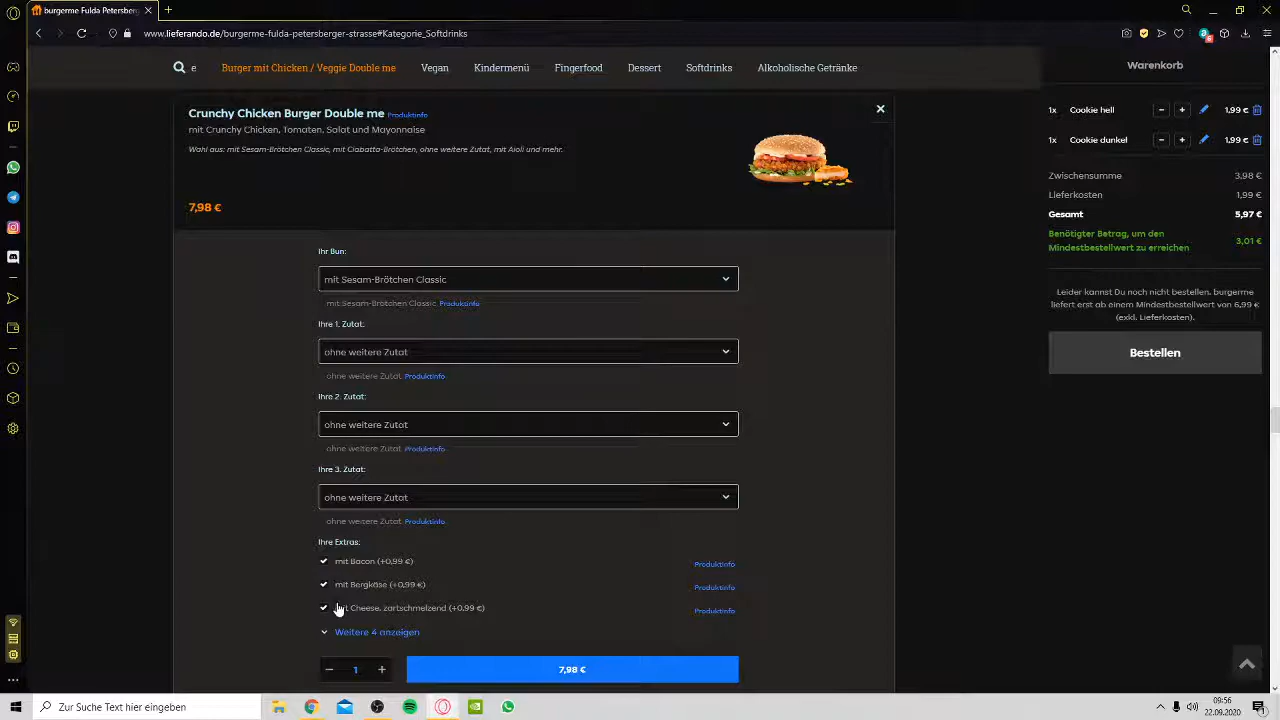 burgerme Fulda Petersberg
www.lieferando.de/burgerme-fulda-petersberger-strasse#Kategorie_Softdrinks
e Burger mit Chicken / Veggie Double me Vegan Kindermenü Fingerfood Dessert Softdrinks Alkoholische Getränke
Crunchy Chicken Burger Double me Produktinfo
mit Crunchy Chicken, Tomaten, Salat und Mayonnaise
Wahl aus: mit Sesam-Brötchen Classic, mit Ciabatta-Brötchen, ohne weitere Zutat, mit Aioli und mehr.
7,98 €
Ihr Bun:
mit Sesam-Brötchen Classic
mit Sesam-Brötchen Classic Produktinfo
Ihre 1. Zutat:
ohne weitere Zutat
ohne weitere Zutat Produktinfo
Ihre 2. Zutat:
ohne weitere Zutat
ohne weitere Zutat Produktinfo
Ihre 3. Zutat:
ohne weitere Zutat
ohne weitere Zutat Produktinfo
Ihre Extras:
mit Bacon (+0,99 €) Produktinfo
mit Bergkäse (+0,99 €) Produktinfo
mit Cheese, zartschmelzend (+0,99 €) Produktinfo
Weitere 4 anzeigen
− 1 + 7,98 €
Warenkorb
1x Cookie hell − + 1,99 €
1x Cookie dunkel − + 1,99 €
Zwischensumme 3,98 €
Lieferkosten 1,99 €
Gesamt 5,97 €
Benötigter Betrag, um den
Mindestbestellwert zu erreichen 3,01 €
Leider kannst Du noch nicht bestellen, burgerme
liefert erst ab einem Mindestbestellwert von 6,99 €
(exkl. Lieferkosten).
Bestellen
Zur Suche Text hier eingeben
09:56
22.09.2020